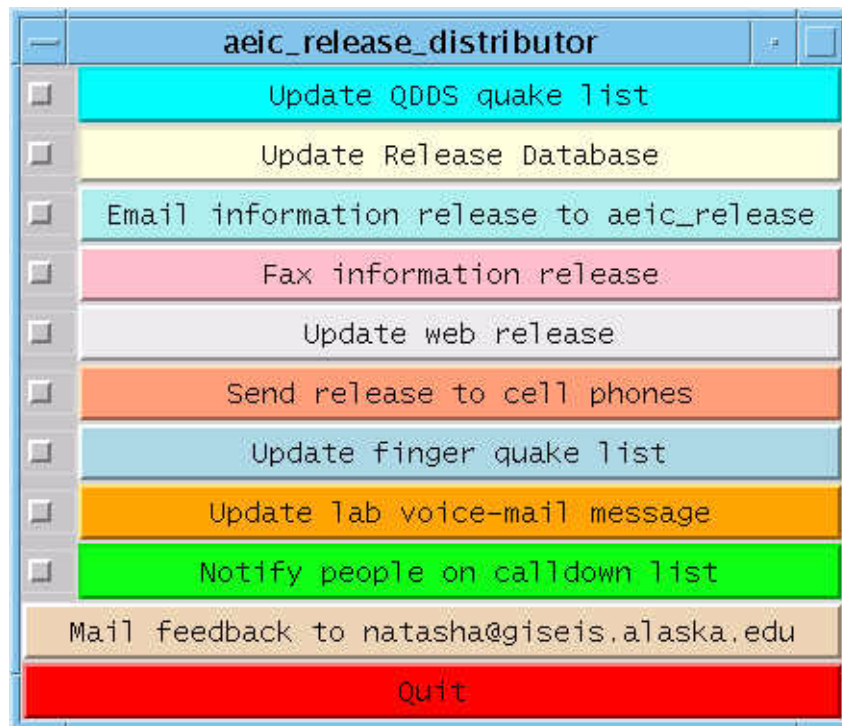 aeic_release_distributor
Update QDDS quake list
Update Release Database
Email information release to aeic_release
Fax information release
Update web release
Send release to cell phones
Update finger quake list
Update lab voice-mail message
Notify people on calldown list
Mail feedback to natasha@giseis.alaska.edu
Quit